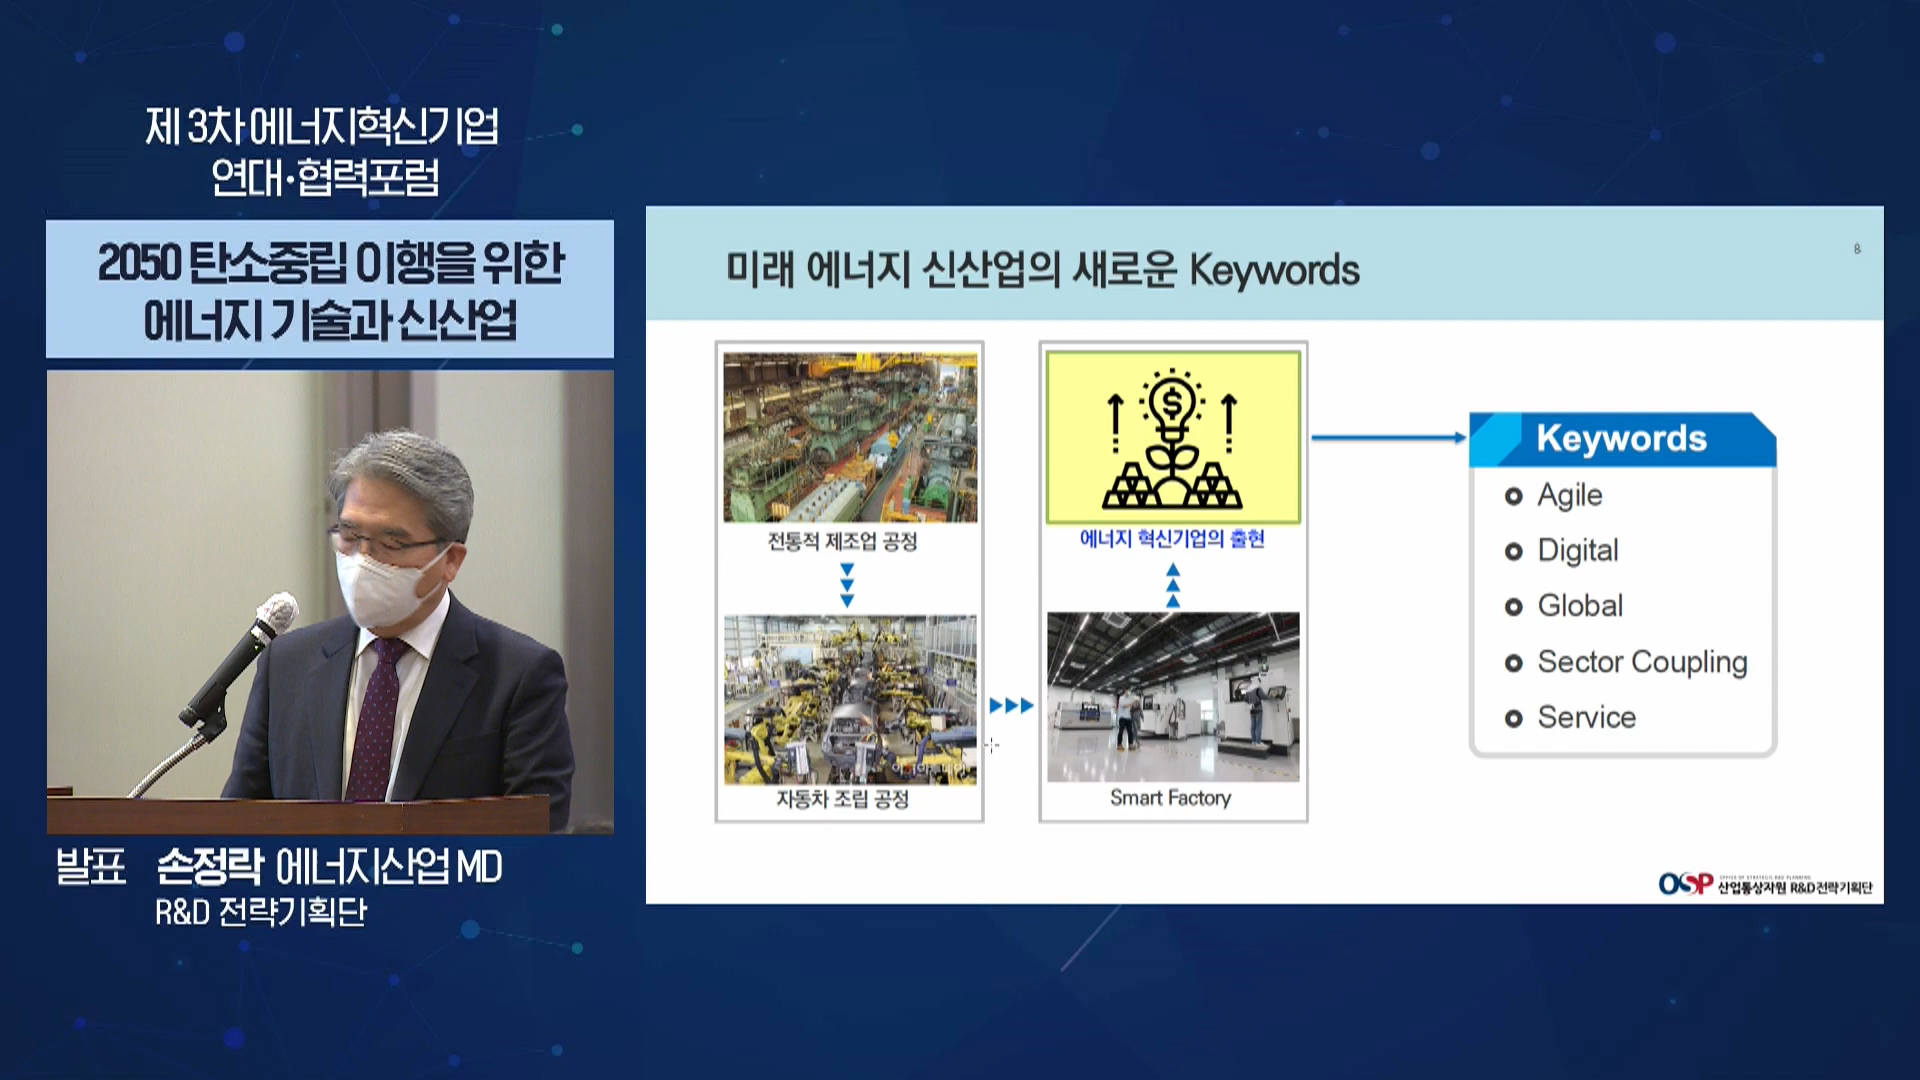 제 3차 에너지혁신기업
연대·협력포럼
2050 탄소중립 이행을 위한
에너지 기술과 신산업
발표 손정락 에너지산업 MD
R&D 전략기획단
미래 에너지 신산업의 새로운 Keywords
8
전통적 제조업 공정
에너지 혁신기업의 출현
자동차 조립 공정
Smart Factory
Keywords
Agile
Digital
Global
Sector Coupling
Service
OSP OFFICE OF STRATEGIC R&D PLANNING
산업통상자원 R&D전략기획단